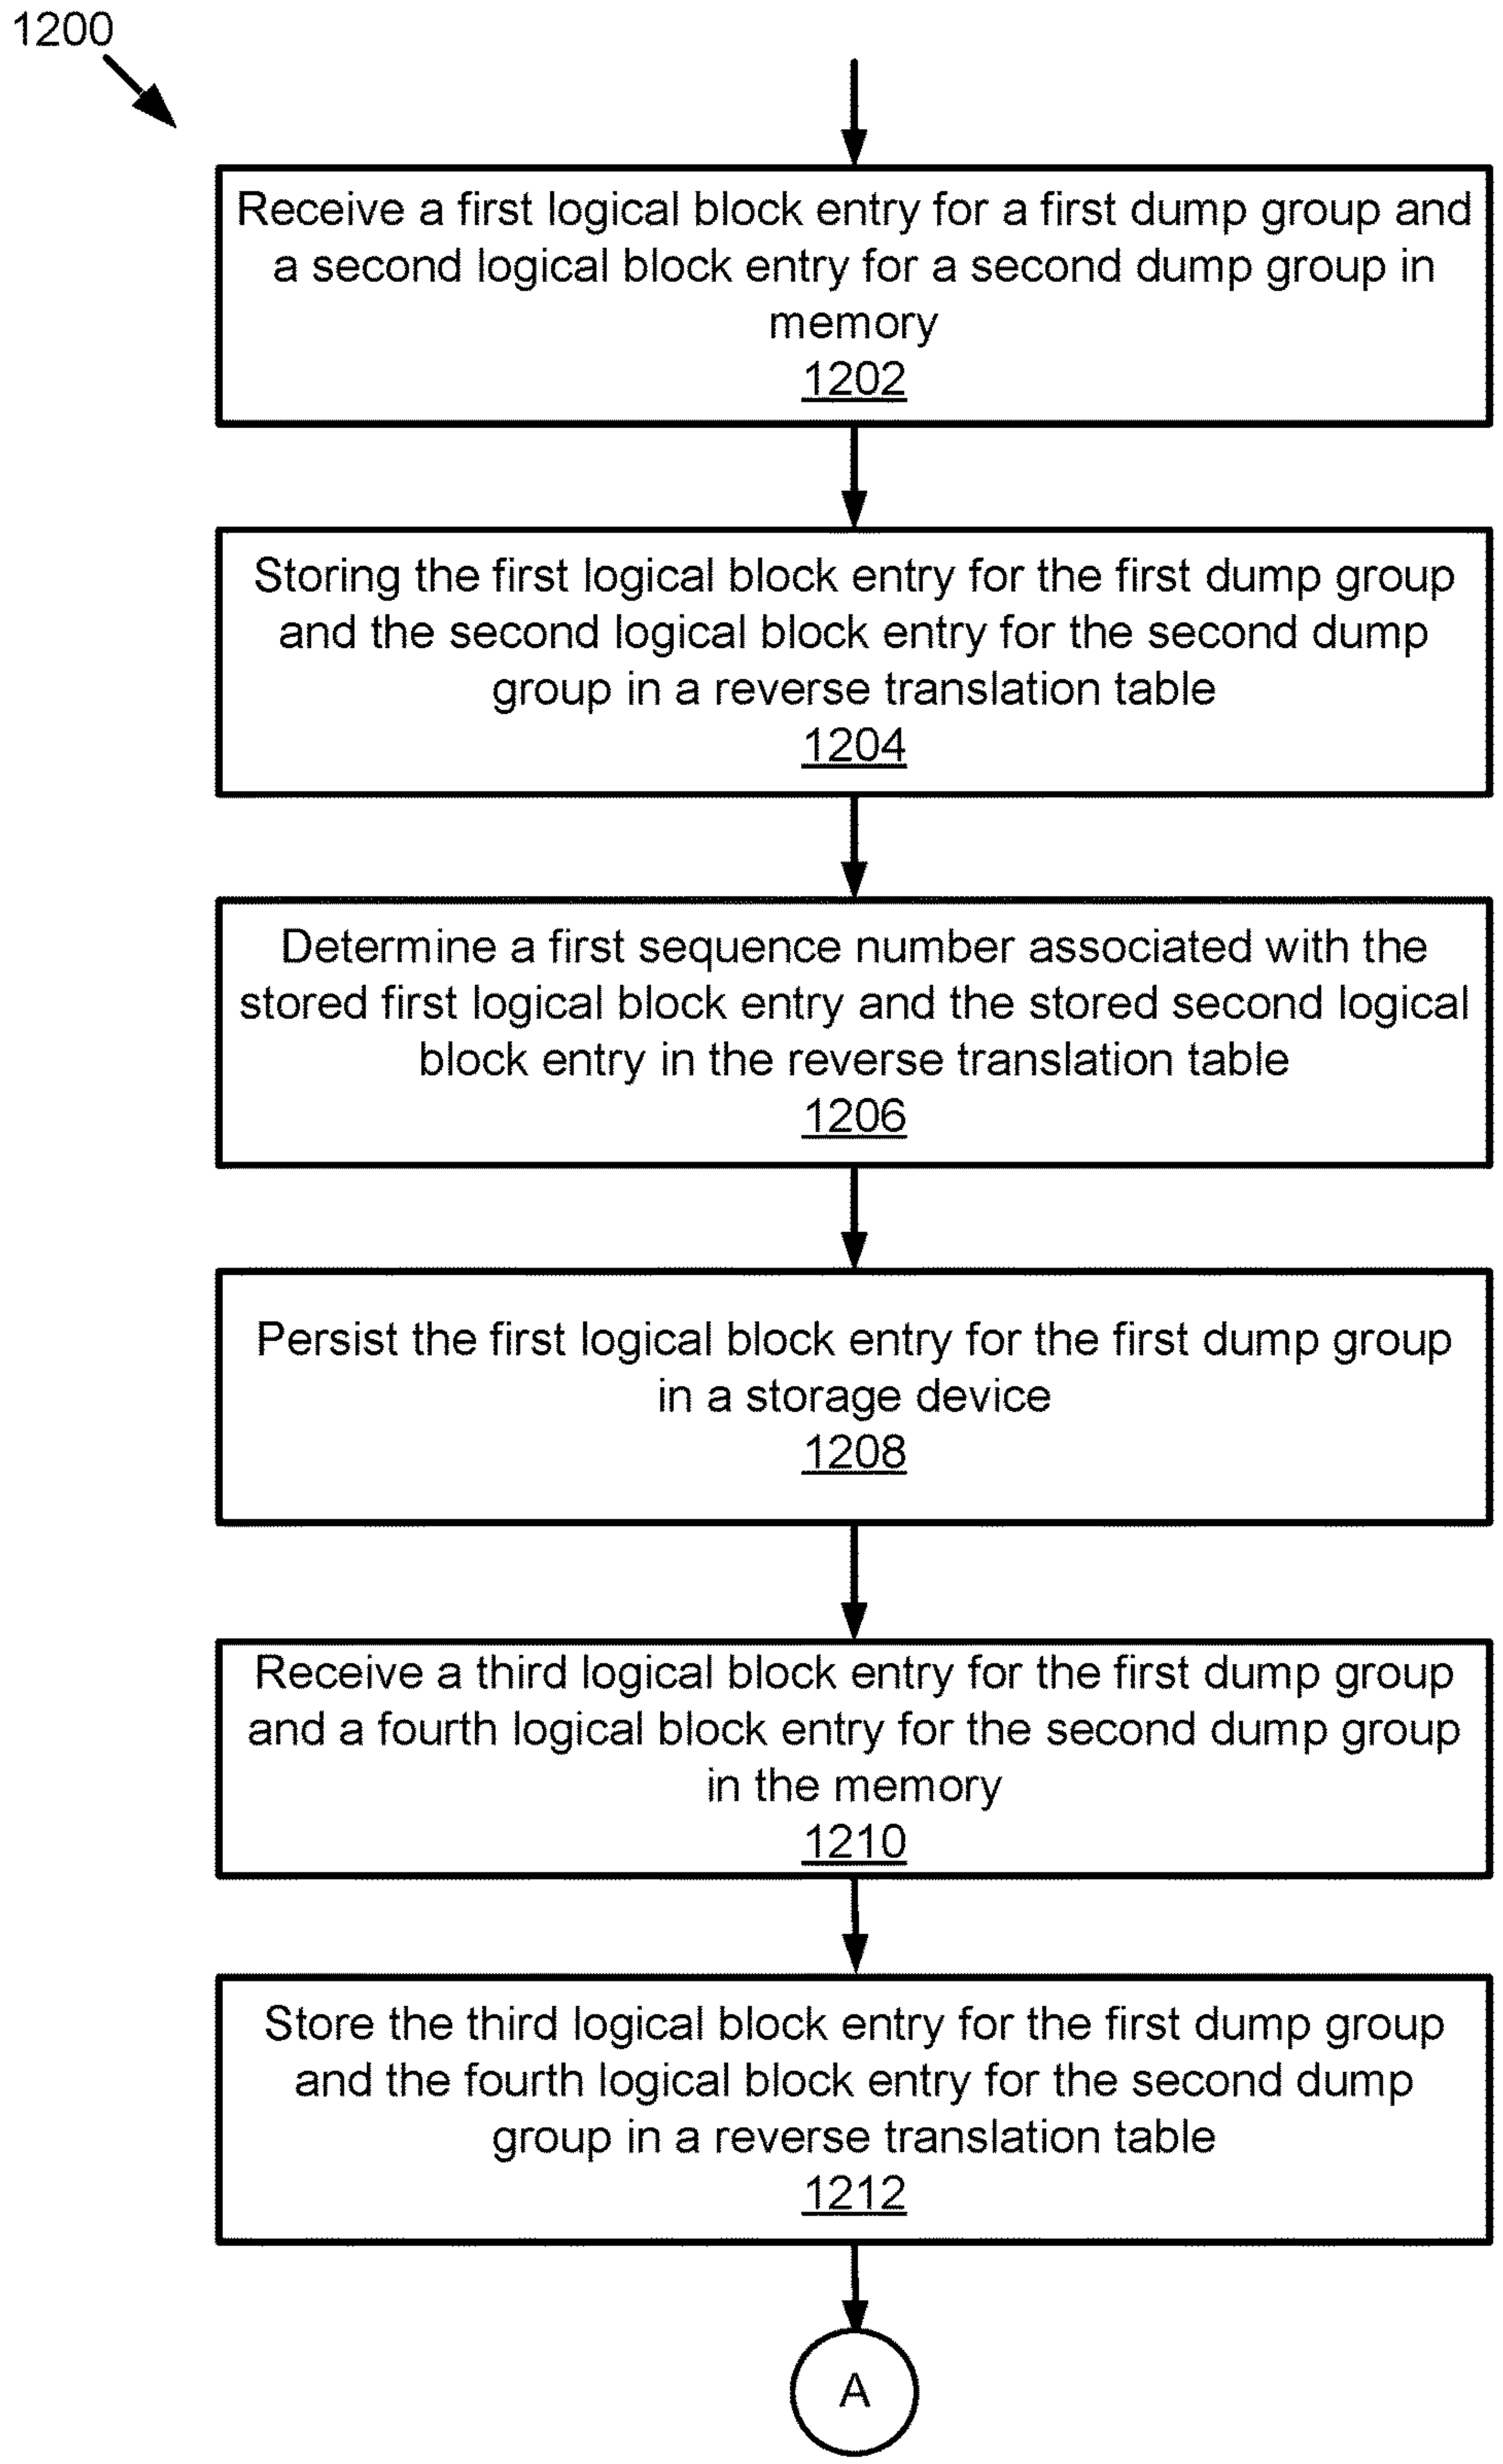 1200
Receive a first logical block entry for a first dump group and
a second logical block entry for a second dump group in
memory
1202
Storing the first logical block entry for the first dump group
and the second logical block entry for the second dump
group in a reverse translation table
1204
Determine a first sequence number associated with the
stored first logical block entry and the stored second logical
block entry in the reverse translation table
1206
Persist the first logical block entry for the first dump group
in a storage device
1208
Receive a third logical block entry for the first dump group
and a fourth logical block entry for the second dump group
in the memory
1210
Store the third logical block entry for the first dump group
and the fourth logical block entry for the second dump
group in a reverse translation table
1212
A